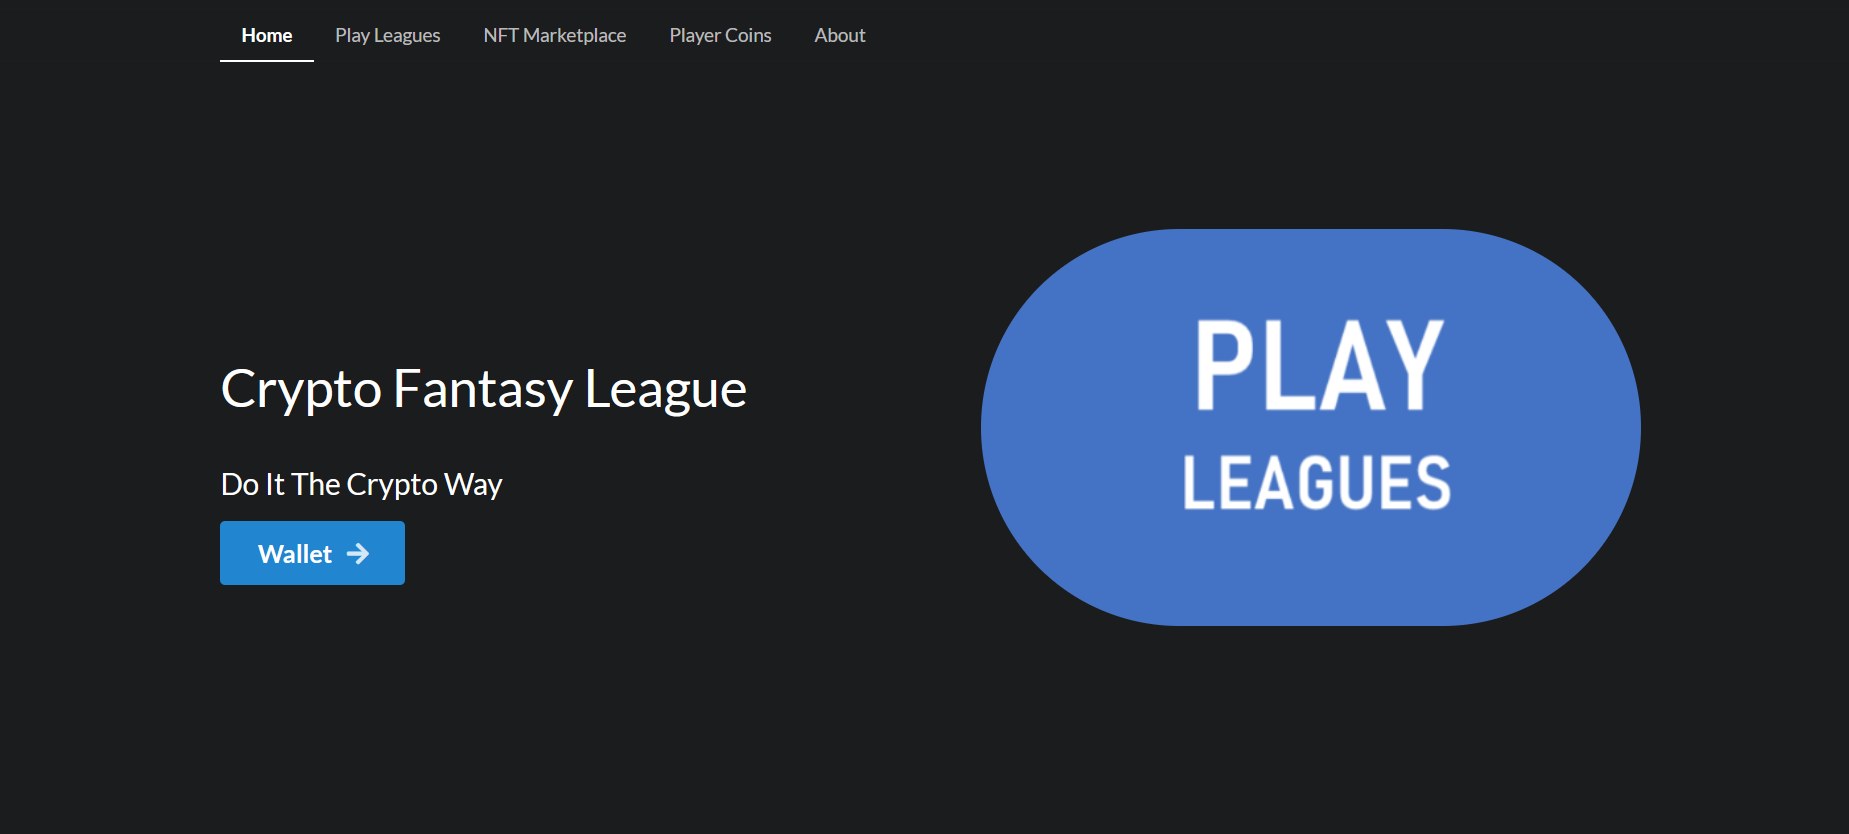 Home Play Leagues NFT Marketplace Player Coins About
Crypto Fantasy League
Do It The Crypto Way
Wallet
PLAY
LEAGUES